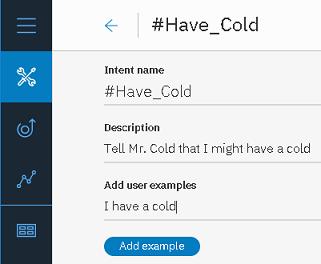 #Have_Cold
Intent name
#Have_Cold
Description
Tell Mr. Cold that I might have a cold
Add user examples
I have a cold
Add example